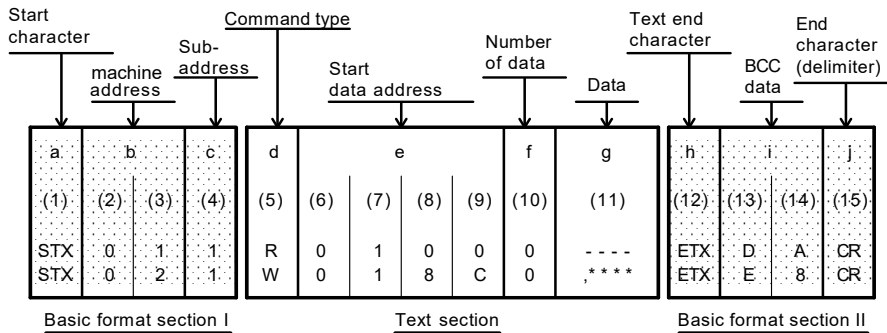 Start
character
machine
address
Sub-
address
Command type
Start
data address
Number
of data
Data
Text end
character
BCC
data
End
character
(delimiter)
a b c d e f g h i j
(1) (2) (3) (4) (5) (6) (7) (8) (9) (10) (11) (12) (13) (14) (15)
STX 0 1 1 R 0 1 0 0 0 - - - - ETX D A CR
STX 0 2 1 W 0 1 8 C 0 ,**** ETX E 8 CR
Basic format section I Text section Basic format section II